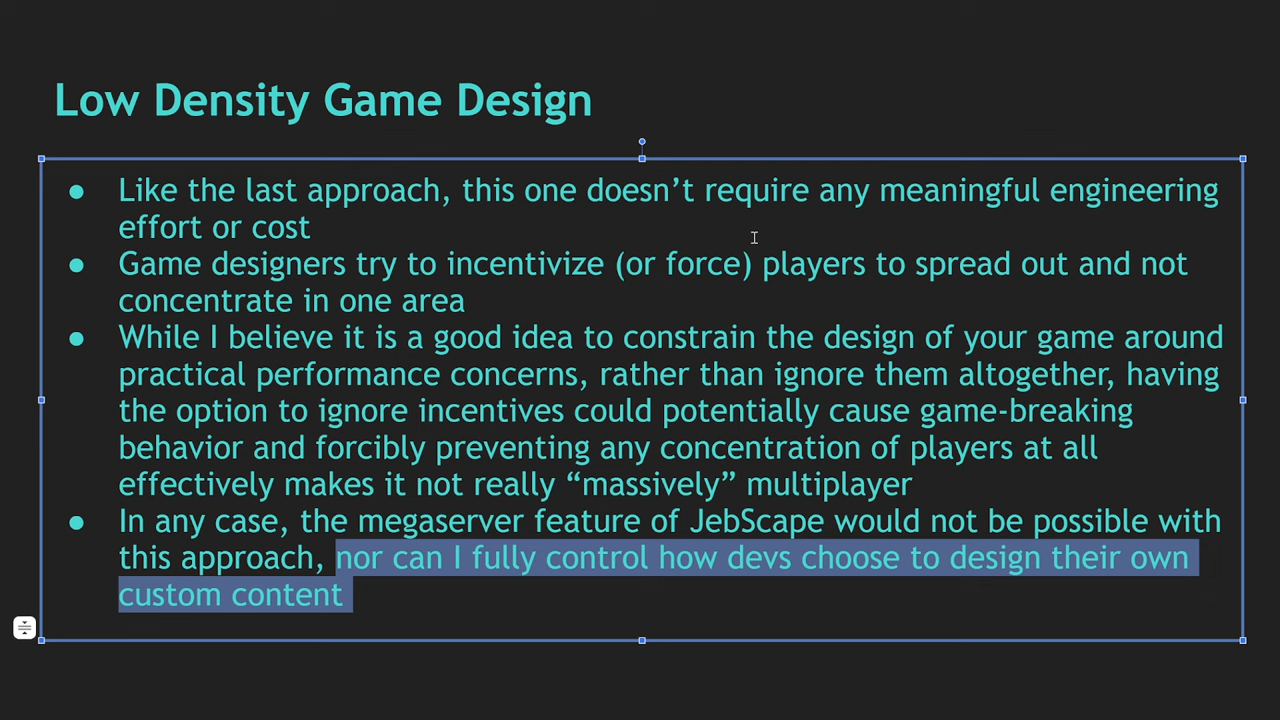 Low Density Game Design
● Like the last approach, this one doesn’t require any meaningful engineering
effort or cost
● Game designers try to incentivize (or force) players to spread out and not
concentrate in one area
● While I believe it is a good idea to constrain the design of your game around
practical performance concerns, rather than ignore them altogether, having
the option to ignore incentives could potentially cause game-breaking
behavior and forcibly preventing any concentration of players at all
effectively makes it not really “massively” multiplayer
● In any case, the megaserver feature of JebScape would not be possible with
this approach, nor can I fully control how devs choose to design their own
custom content